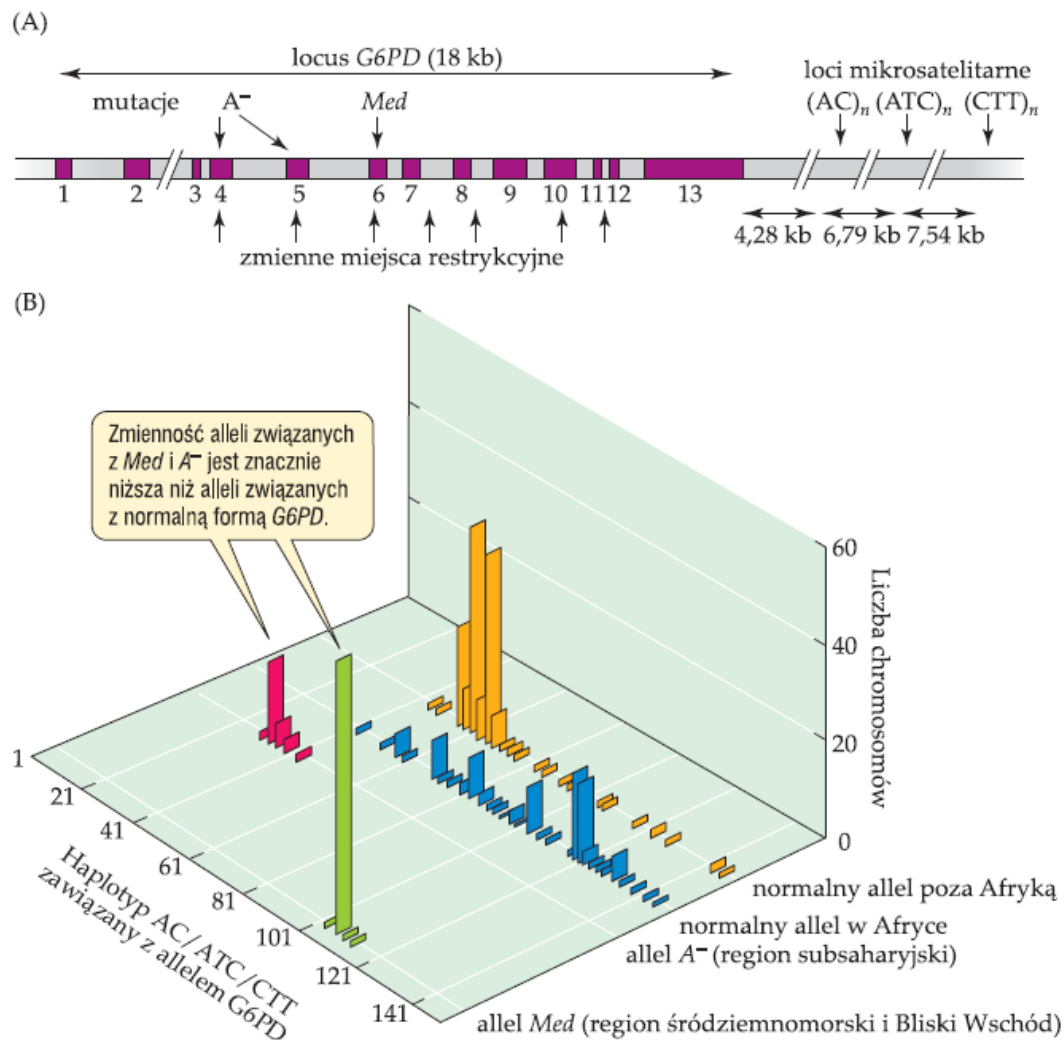 (A)
locus G6PD (18 kb)
loci mikrosatelitarne
mutacje A⁻ Med (AC)ₙ (ATC)ₙ (CTT)ₙ
1 2 3 4 5 6 7 8 9 10 11 12 13
4,28 kb 6,79 kb 7,54 kb
zmienne miejsca restrykcyjne
(B)
Zmienność alleli związanych
z Med i A⁻ jest znacznie
niższa niż alleli związanych
z normalną formą G6PD.
60
40
20
0
Liczba chromosomów
1
21
41
61
81
101
121
141
Haplotyp AC/ATC/CTT
zawiązany z allelem G6PD
normalny allel poza Afryką
normalny allel w Afryce
allel A⁻ (region subsaharyjski)
allel Med (region śródziemnomorski i Bliski Wschód)